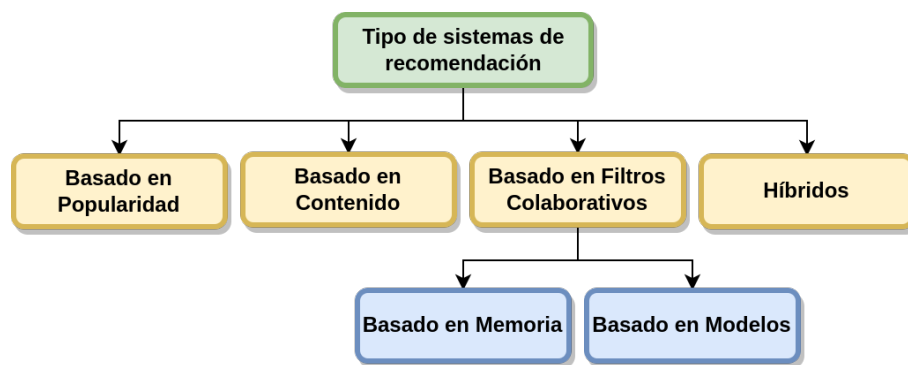 Tipo de sistemas de
recomendación
Basado en
Popularidad
Basado en
Contenido
Basado en Filtros
Colaborativos
Híbridos
Basado en Memoria
Basado en Modelos